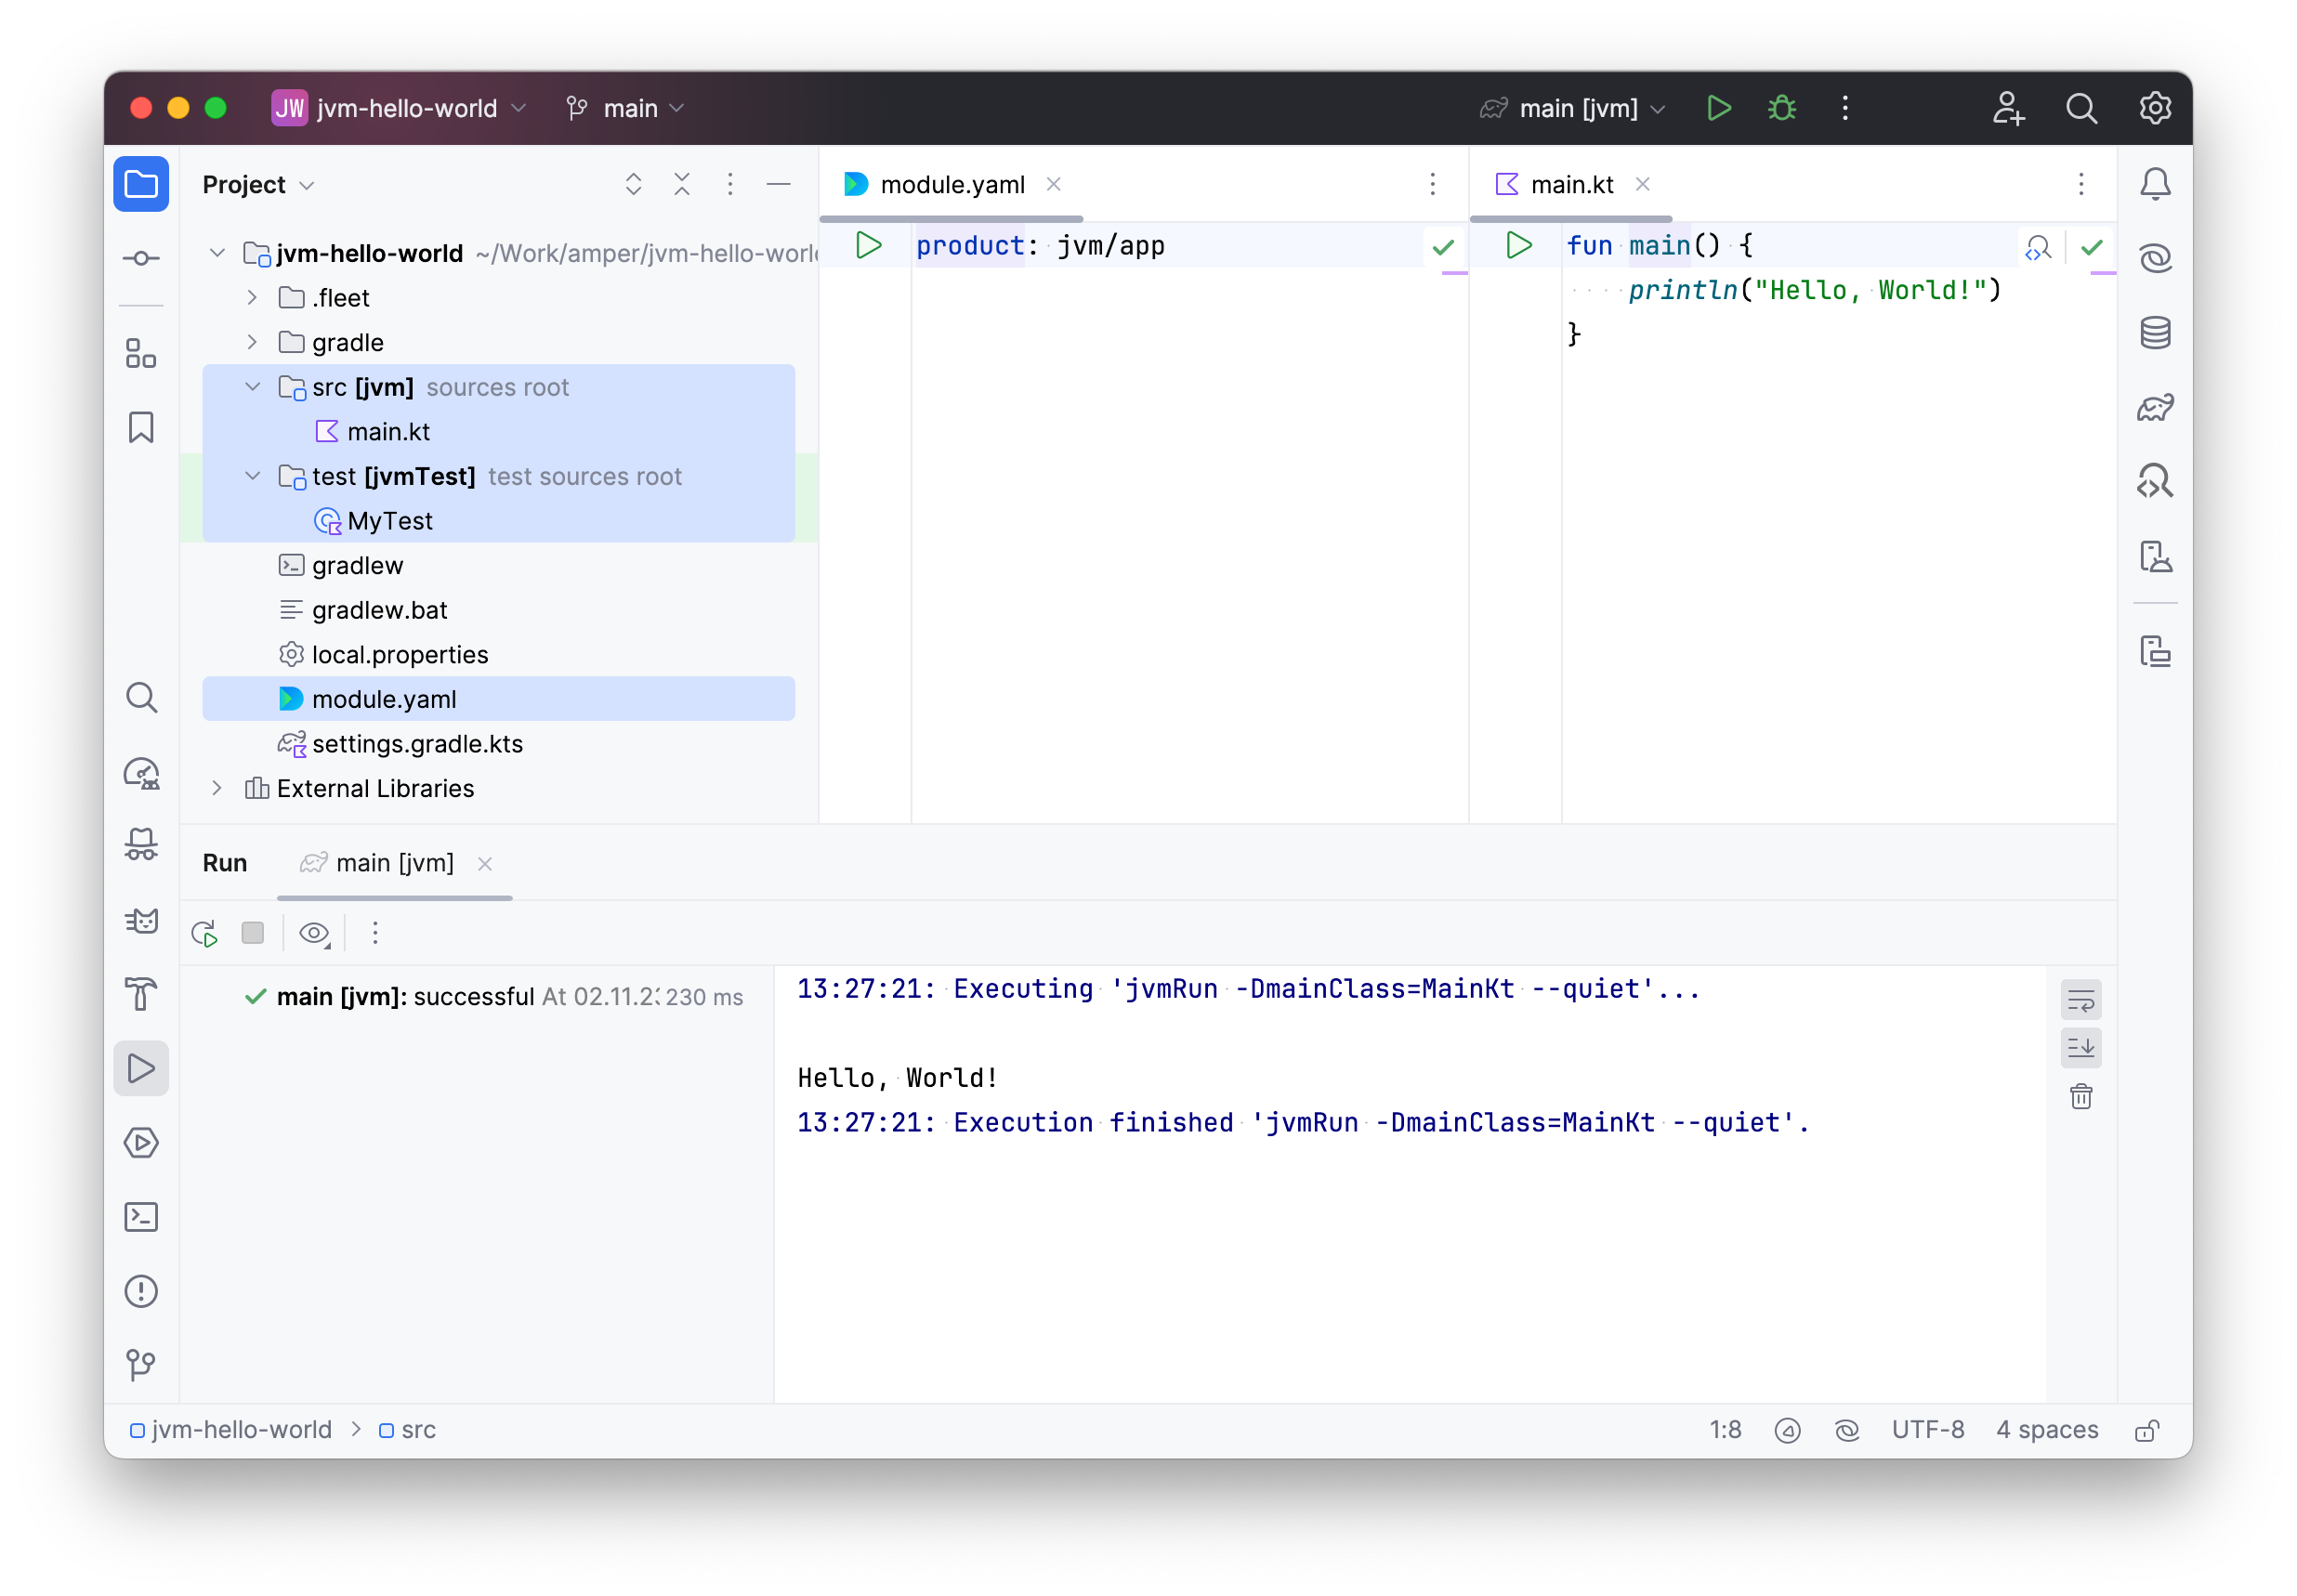 JW jvm-hello-world main main [jvm]
Project
jvm-hello-world ~/Work/amper/jvm-hello-worl
.fleet
gradle
src [jvm] sources root
main.kt
test [jvmTest] test sources root
MyTest
gradlew
gradlew.bat
local.properties
module.yaml
settings.gradle.kts
External Libraries
module.yaml
product: jvm/app
main.kt
fun main() {
println("Hello, World!")
}
Run main [jvm]
main [jvm]: successful At 02.11.2 230 ms
13:27:21: Executing 'jvmRun -DmainClass=MainKt --quiet'...
Hello, World!
13:27:21: Execution finished 'jvmRun -DmainClass=MainKt --quiet'.
jvm-hello-world > src
1:8 UTF-8 4 spaces